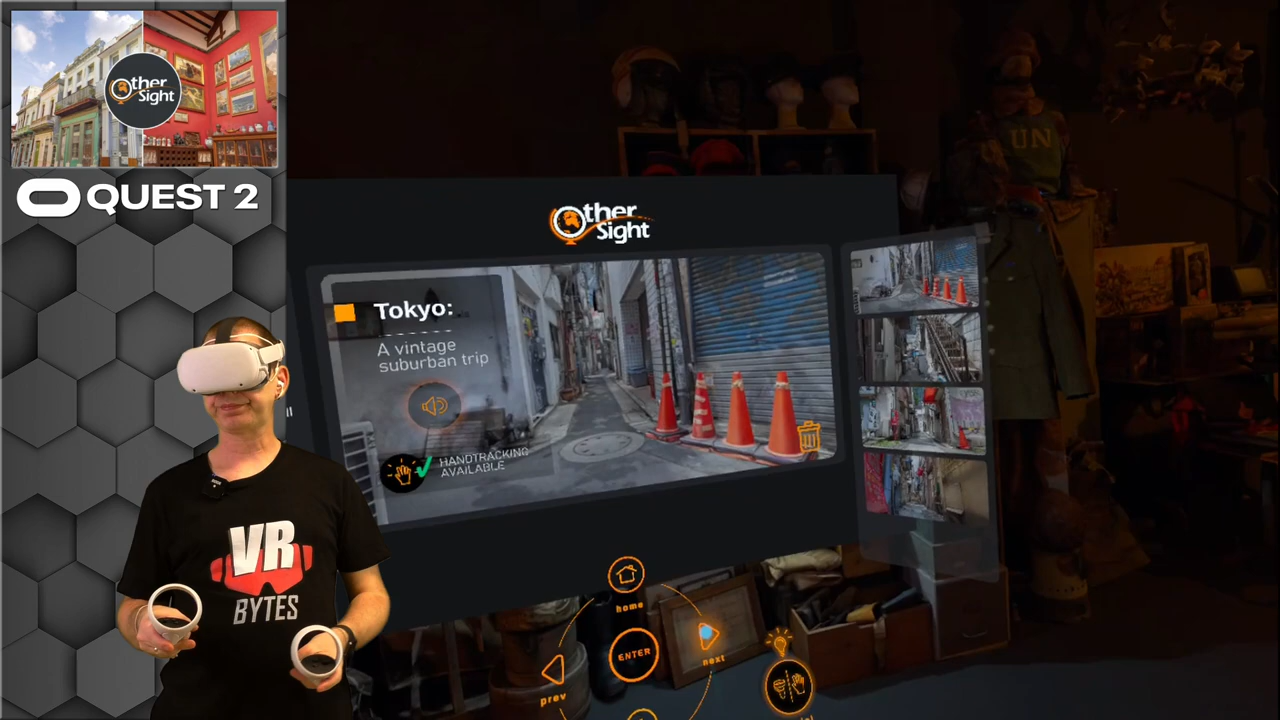 Other
Sight
QUEST 2
Other
Sight
Tokyo:
A vintage
suburban trip
HANDTRACKING
AVAILABLE
UN
VR
BYTES
home
ENTER
next
prev